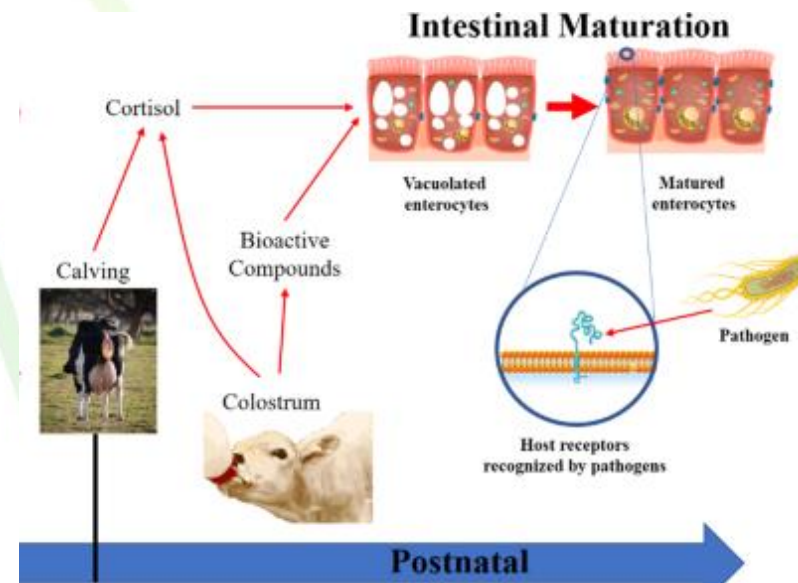 Intestinal Maturation
Cortisol
Vacuolated
enterocytes
Matured
enterocytes
Bioactive
Compounds
Calving
Pathogen
Colostrum
Host receptors
recognized by pathogens
Postnatal